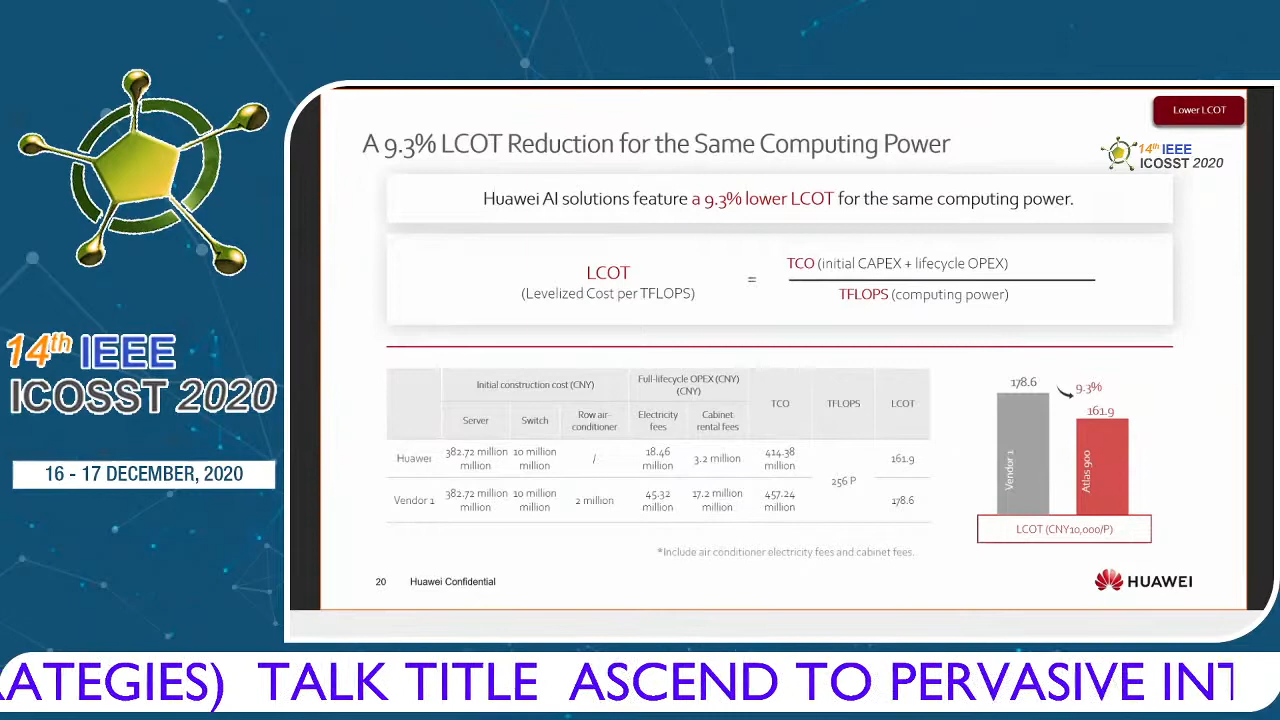 Lower LCOT
A 9.3% LCOT Reduction for the Same Computing Power
14th IEEE
ICOSST 2020
Huawei AI solutions feature a 9.3% lower LCOT for the same computing power.
LCOT
(Levelized Cost per TFLOPS)
=
TCO (initial CAPEX + lifecycle OPEX)
TFLOPS (computing power)
14th IEEE
ICOSST 2020
16 - 17 DECEMBER, 2020
Initial construction cost (CNY)
Full-lifecycle OPEX (CNY)
(CNY)
TCO
TFLOPS
LCOT
Server
Switch
Row air-
conditioner
Electricity
fees
Cabinet
rental fees
Huawei
382.72 million
million
10 million
million
/
18.46
million
3.2 million
414.38
million
161.9
256 P
Vendor 1
382.72 million
million
10 million
million
2 million
45.32
million
17.2 million
million
457.24
million
178.6
*Include air conditioner electricity fees and cabinet fees.
178.6
9.3%
161.9
Vendor 1
Atlas 900
LCOT (CNY10,000/P)
20 Huawei Confidential
HUAWEI
RATEGIES) TALK TITLE ASCEND TO PERVASIVE INT